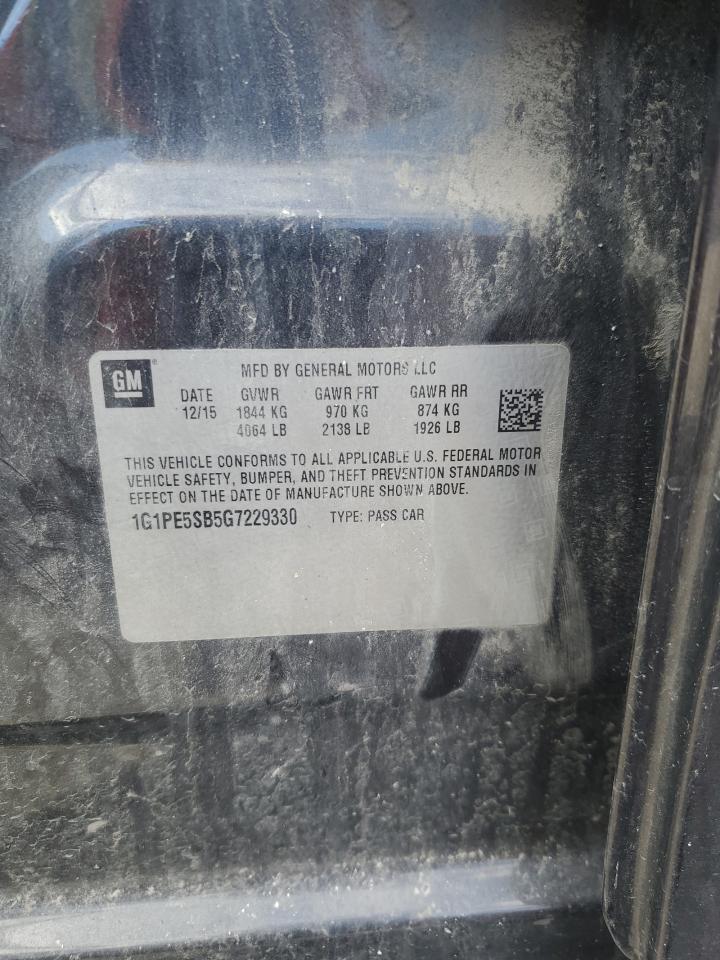 GM
MFD BY GENERAL MOTORS LLC
DATE GVWR GAWR FRT GAWR RR
12/15 1844 KG 970 KG 874 KG
4064 LB 2138 LB 1926 LB
THIS VEHICLE CONFORMS TO ALL APPLICABLE U.S. FEDERAL MOTOR
VEHICLE SAFETY, BUMPER, AND THEFT PREVENTION STANDARDS IN
EFFECT ON THE DATE OF MANUFACTURE SHOWN ABOVE.
1G1PE5SB5G7229330 TYPE: PASS CAR